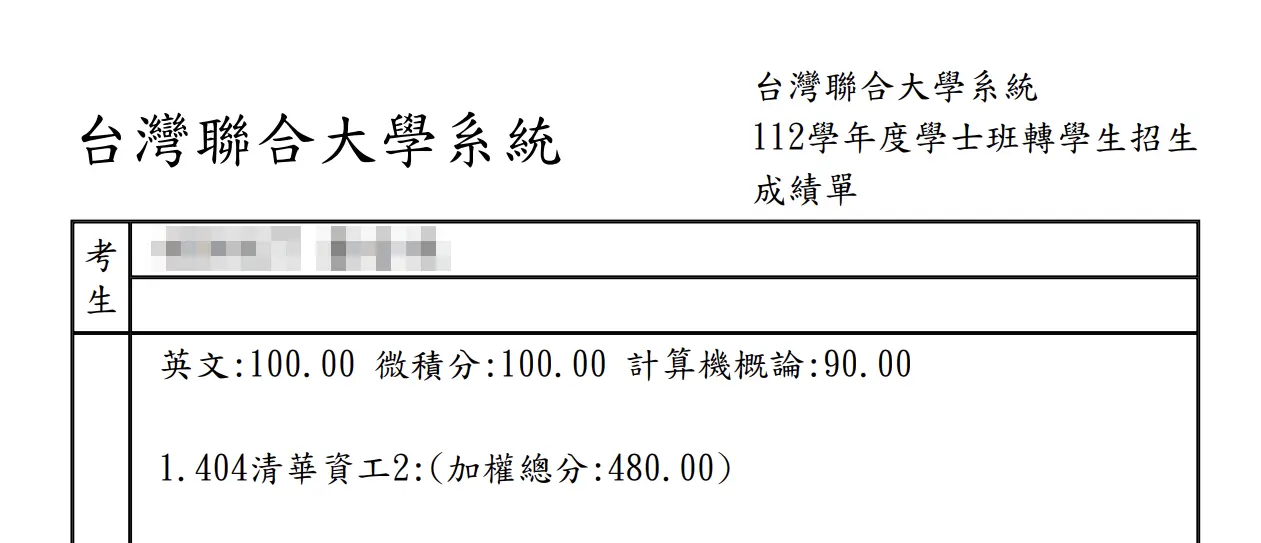 台灣聯合大學系統
台灣聯合大學系統
112學年度學士班轉學生招生
成績單
考生
英文:100.00 微積分:100.00 計算機概論:90.00
1.404清華資工2:(加權總分:480.00)